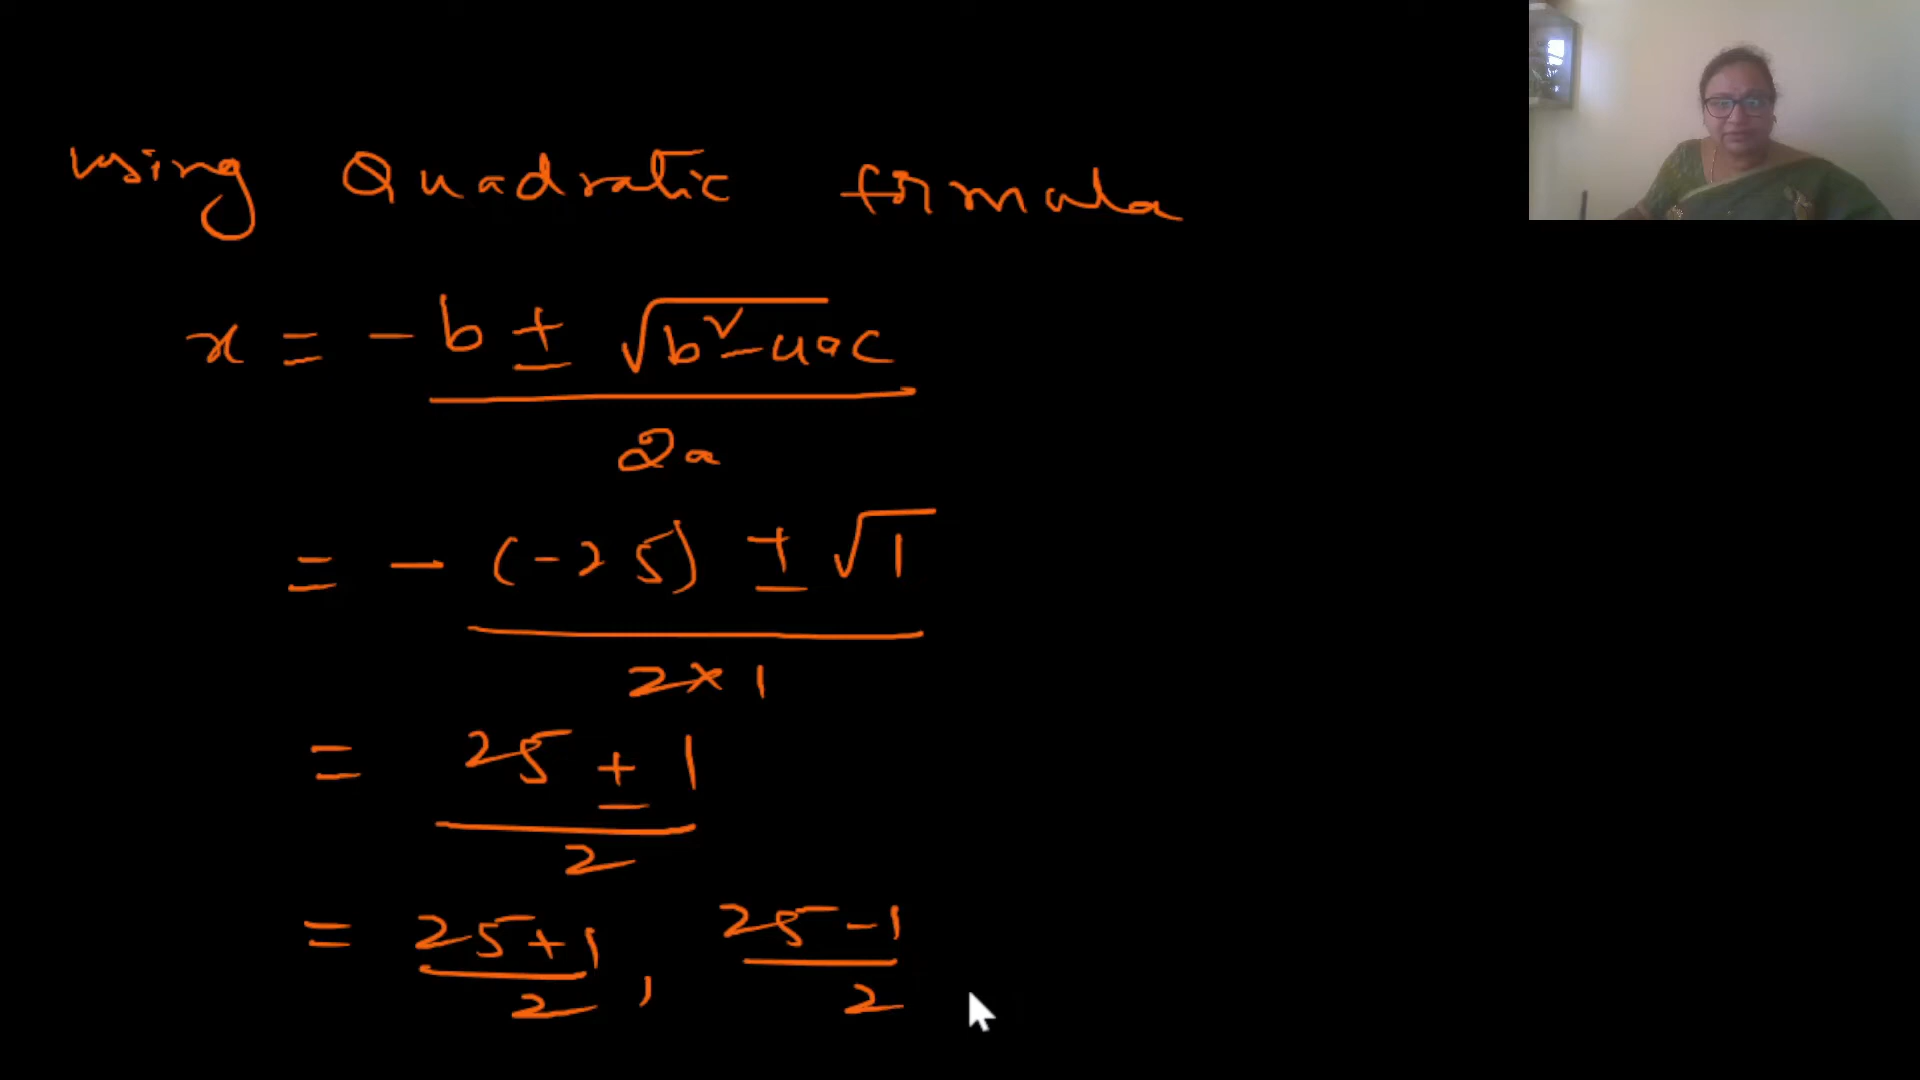 using Quadratic formula
x = -b ± √b²-4ac
2a
= - (-25) ± √1
2×1
= 25 ± 1
2
= 25+1 , 25-1
2 2